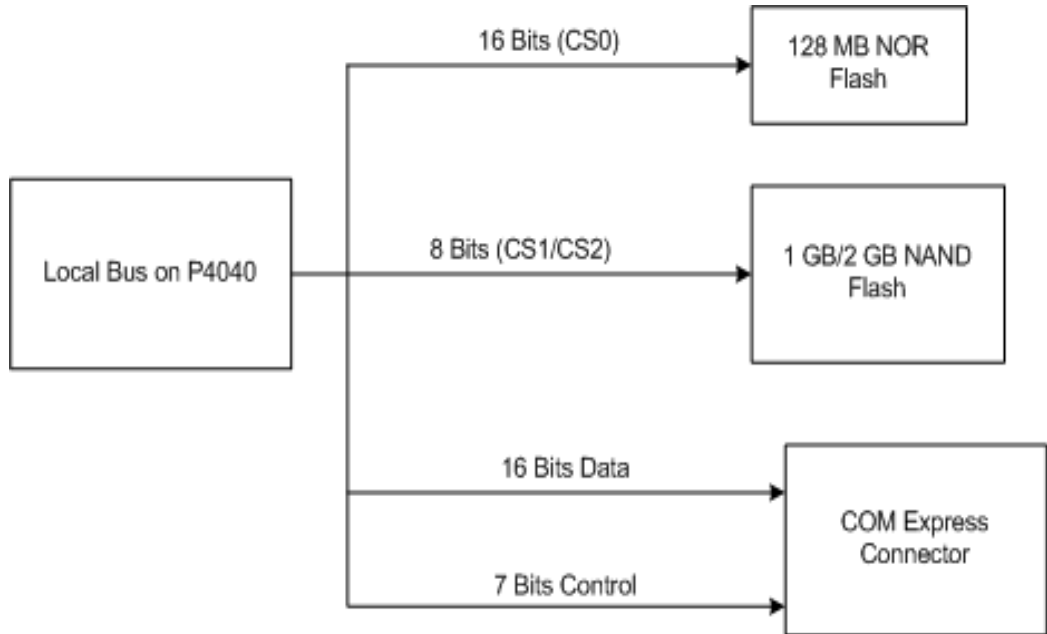 16 Bits (CS0)
128 MB NOR
Flash
Local Bus on P4040
8 Bits (CS1/CS2)
1 GB/2 GB NAND
Flash
16 Bits Data
COM Express
Connector
7 Bits Control